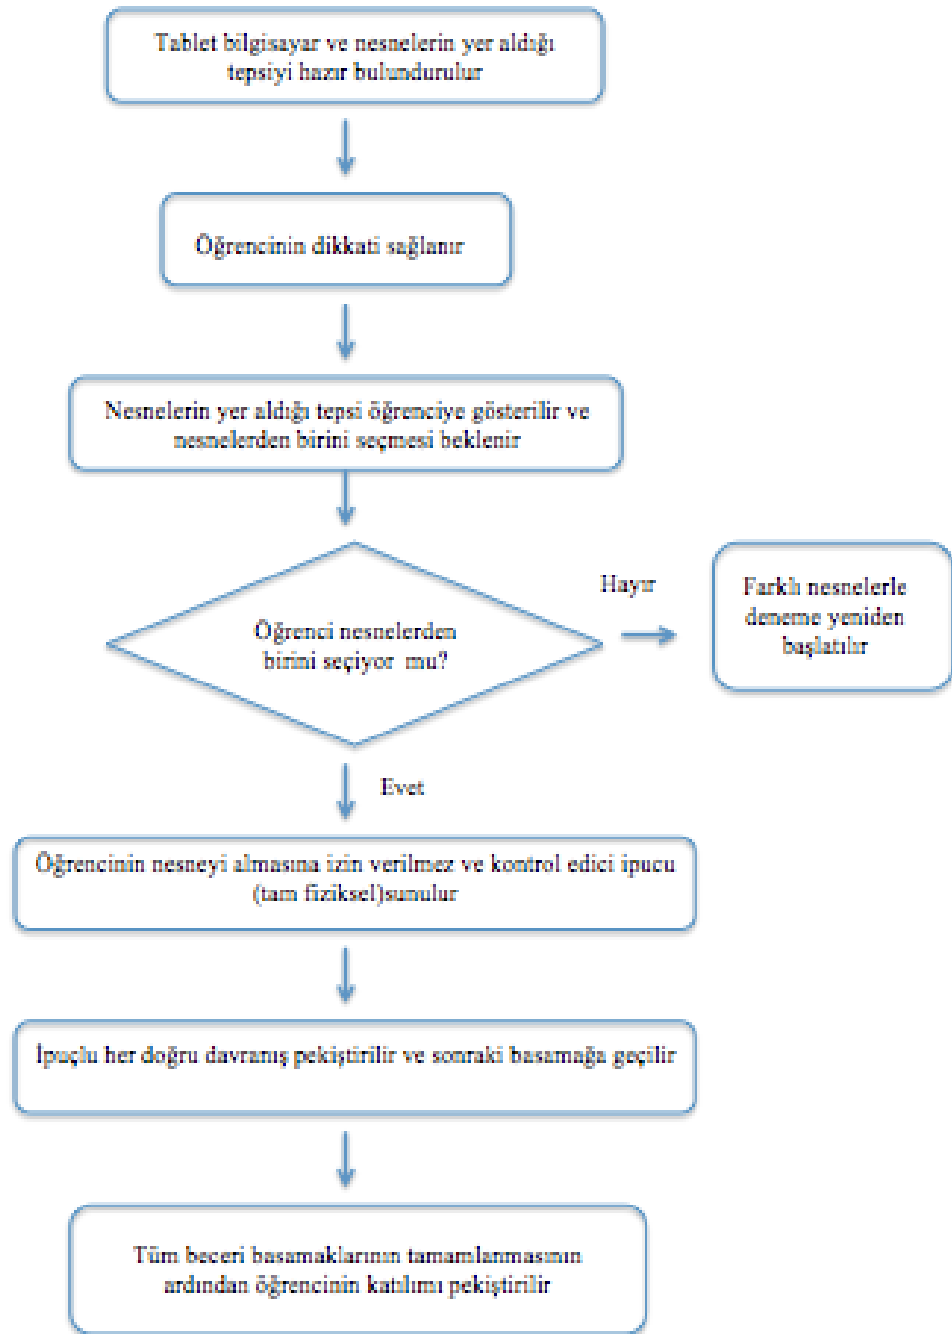 Tablet bilgisayar ve nesnelerin yer aldığı
tepsiyi hazır bulundurulur
Öğrencinin dikkati sağlanır
Nesnelerin yer aldığı tepsi öğrenciye gösterilir ve
nesnelerden birini seçmesi beklenir
Öğrenci nesnelerden
birini seçiyor mu?
Hayır
Farklı nesnelerle
deneme yeniden
başlatılır
Evet
Öğrencinin nesneyi almasına izin verilmez ve kontrol edici ipucu
(tam fiziksel)sunulur
İpuçlu her doğru davranış pekiştirilir ve sonraki basamağa geçilir
Tüm beceri basamaklarının tamamlanmasının
ardından öğrencinin katılımı pekiştirilir